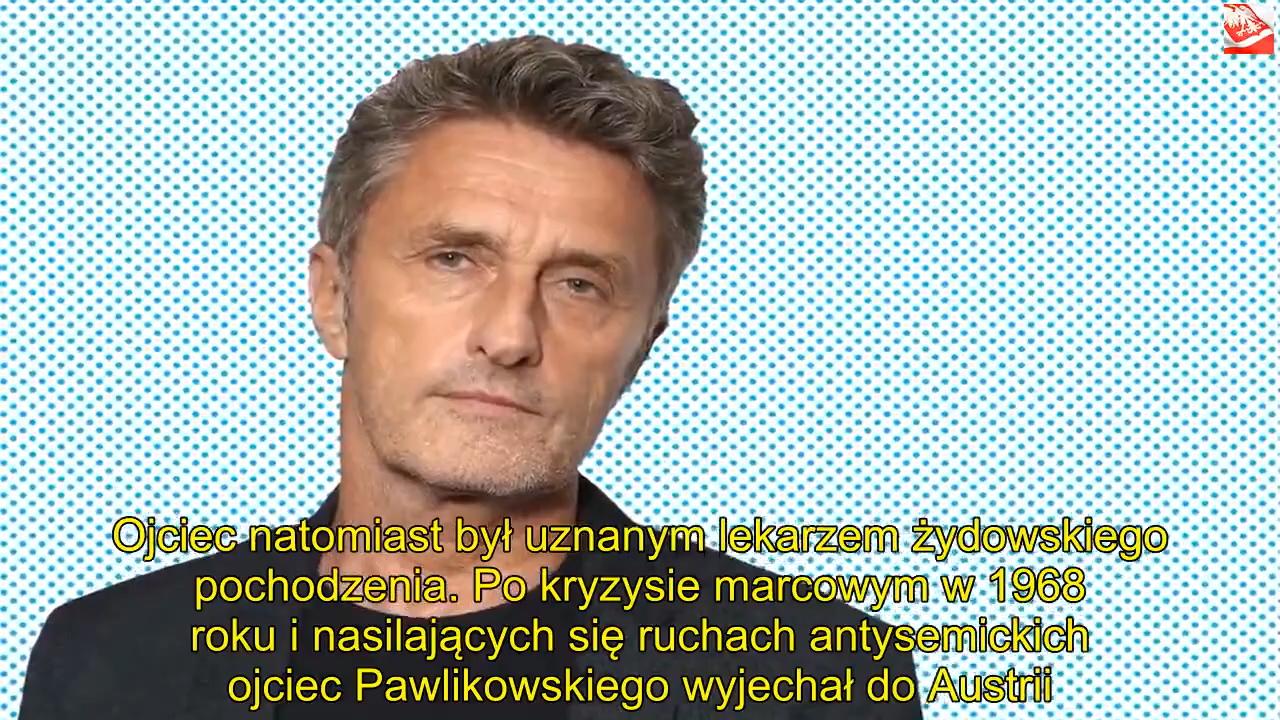 Ojciec natomiast był uznanym lekarzem żydowskiego
pochodzenia. Po kryzysie marcowym w 1968
roku i nasilających się ruchach antysemickich
ojciec Pawlikowskiego wyjechał do Austrii